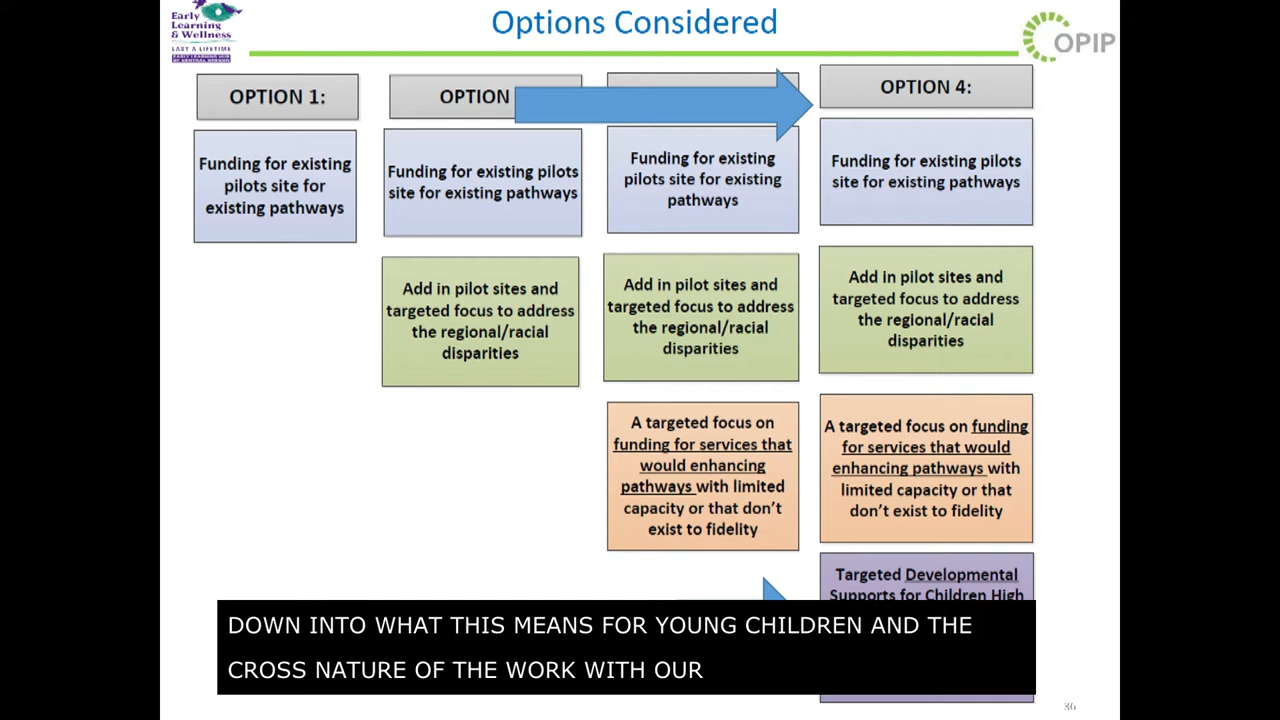 Early
Learning
& Wellness
LAST A LIFETIME
EARLY LEARNING HUB
OF CENTRAL OREGON
Options Considered
OPIP
OPTION 1:
Funding for existing
pilots site for
existing pathways
OPTION
Funding for existing pilots
site for existing pathways
Add in pilot sites and
targeted focus to address
the regional/racial
disparities
Funding for existing
pilots site for existing
pathways
Add in pilot sites and
targeted focus to address
the regional/racial
disparities
A targeted focus on
funding for services that
would enhancing
pathways with limited
capacity or that don't
exist to fidelity
OPTION 4:
Funding for existing pilots
site for existing pathways
Add in pilot sites and
targeted focus to address
the regional/racial
disparities
A targeted focus on funding
for services that would
enhancing pathways with
limited capacity or that
don't exist to fidelity
Targeted Developmental
Supports for Children High
DOWN INTO WHAT THIS MEANS FOR YOUNG CHILDREN AND THE
CROSS NATURE OF THE WORK WITH OUR
36